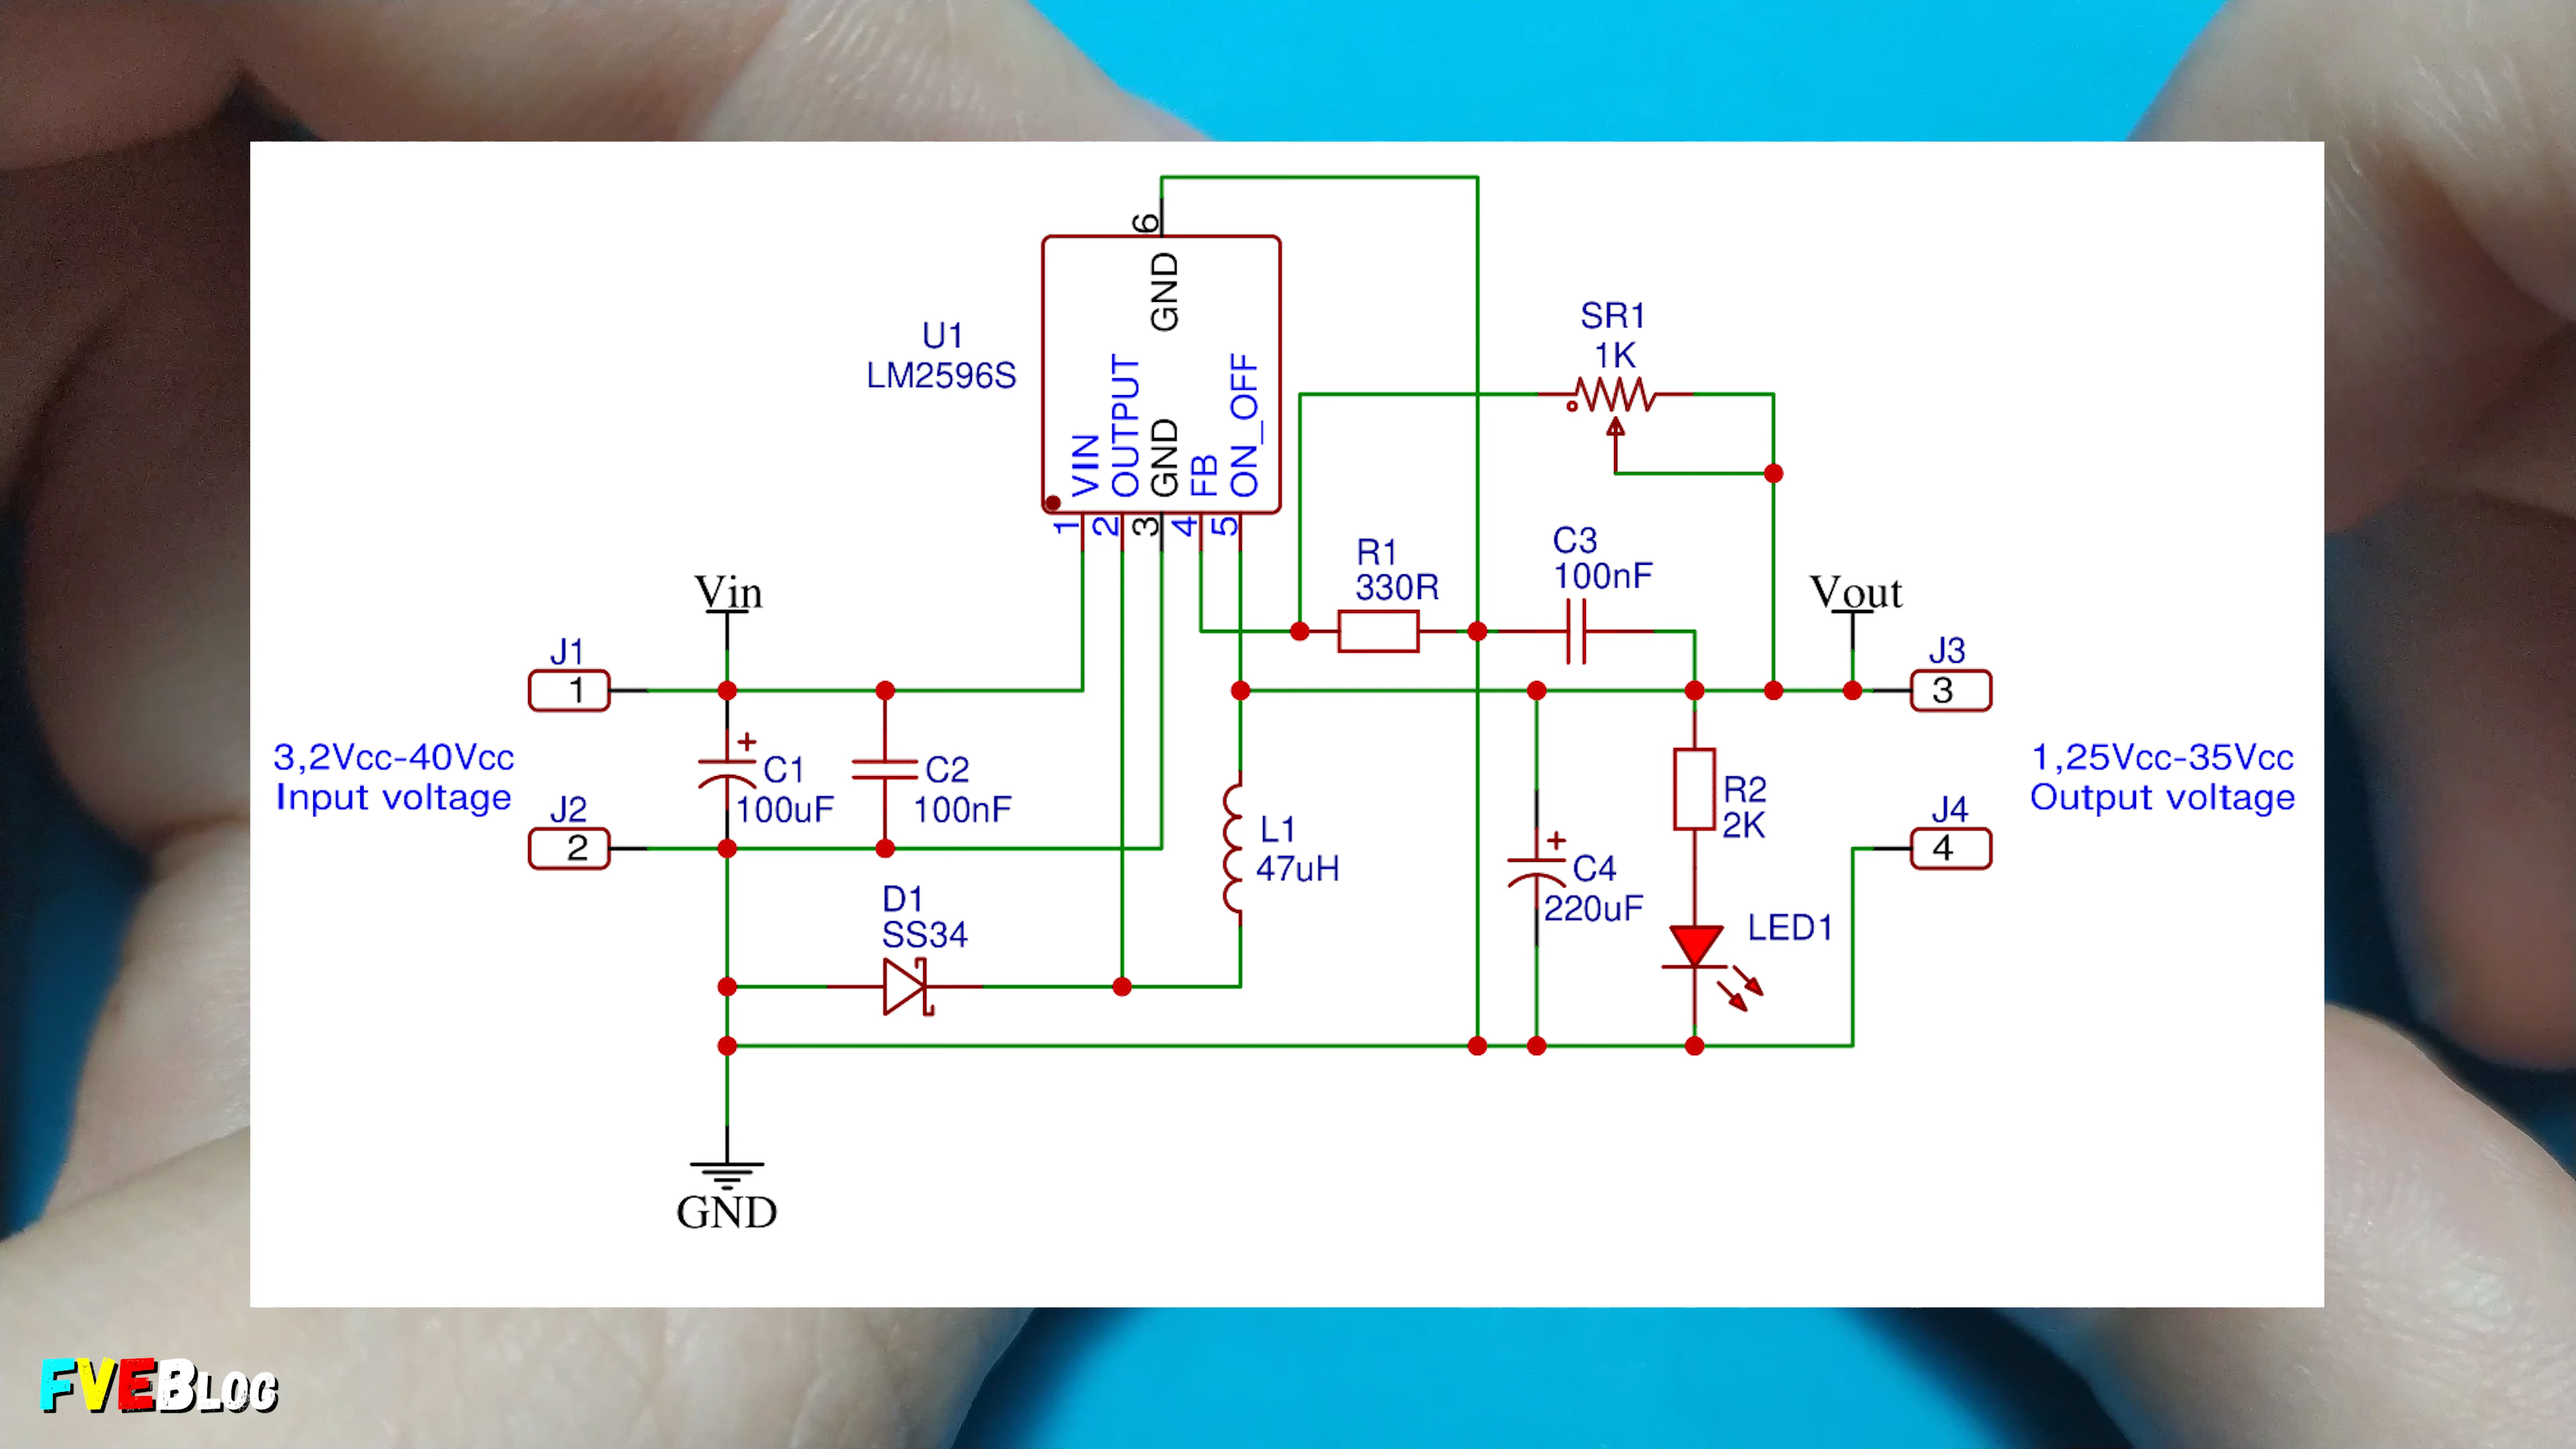 6
GND
U1
LM2596S
VIN
OUTPUT
GND
FB
ON_OFF
1
2
3
4
5
SR1
1K
R1
330R
C3
100nF
Vin
Vout
J1
1
J3
3
3,2Vcc-40Vcc
Input voltage
+
C1
100uF
C2
100nF
J2
2
L1
47uH
+
C4
220uF
R2
2K
1,25Vcc-35Vcc
Output voltage
J4
4
D1
SS34
LED1
GND
FVEBLOG